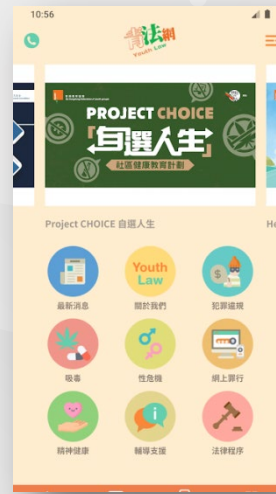 10:56
青法網
Youth Law
PROJECT CHOICE
「自選人生」
社區健康教育計劃
Project CHOICE 自選人生
He
Youth
Law
最新消息
關於我們
犯罪違規
吸毒
性危機
網上罪行
精神健康
輔導支援
法律程序